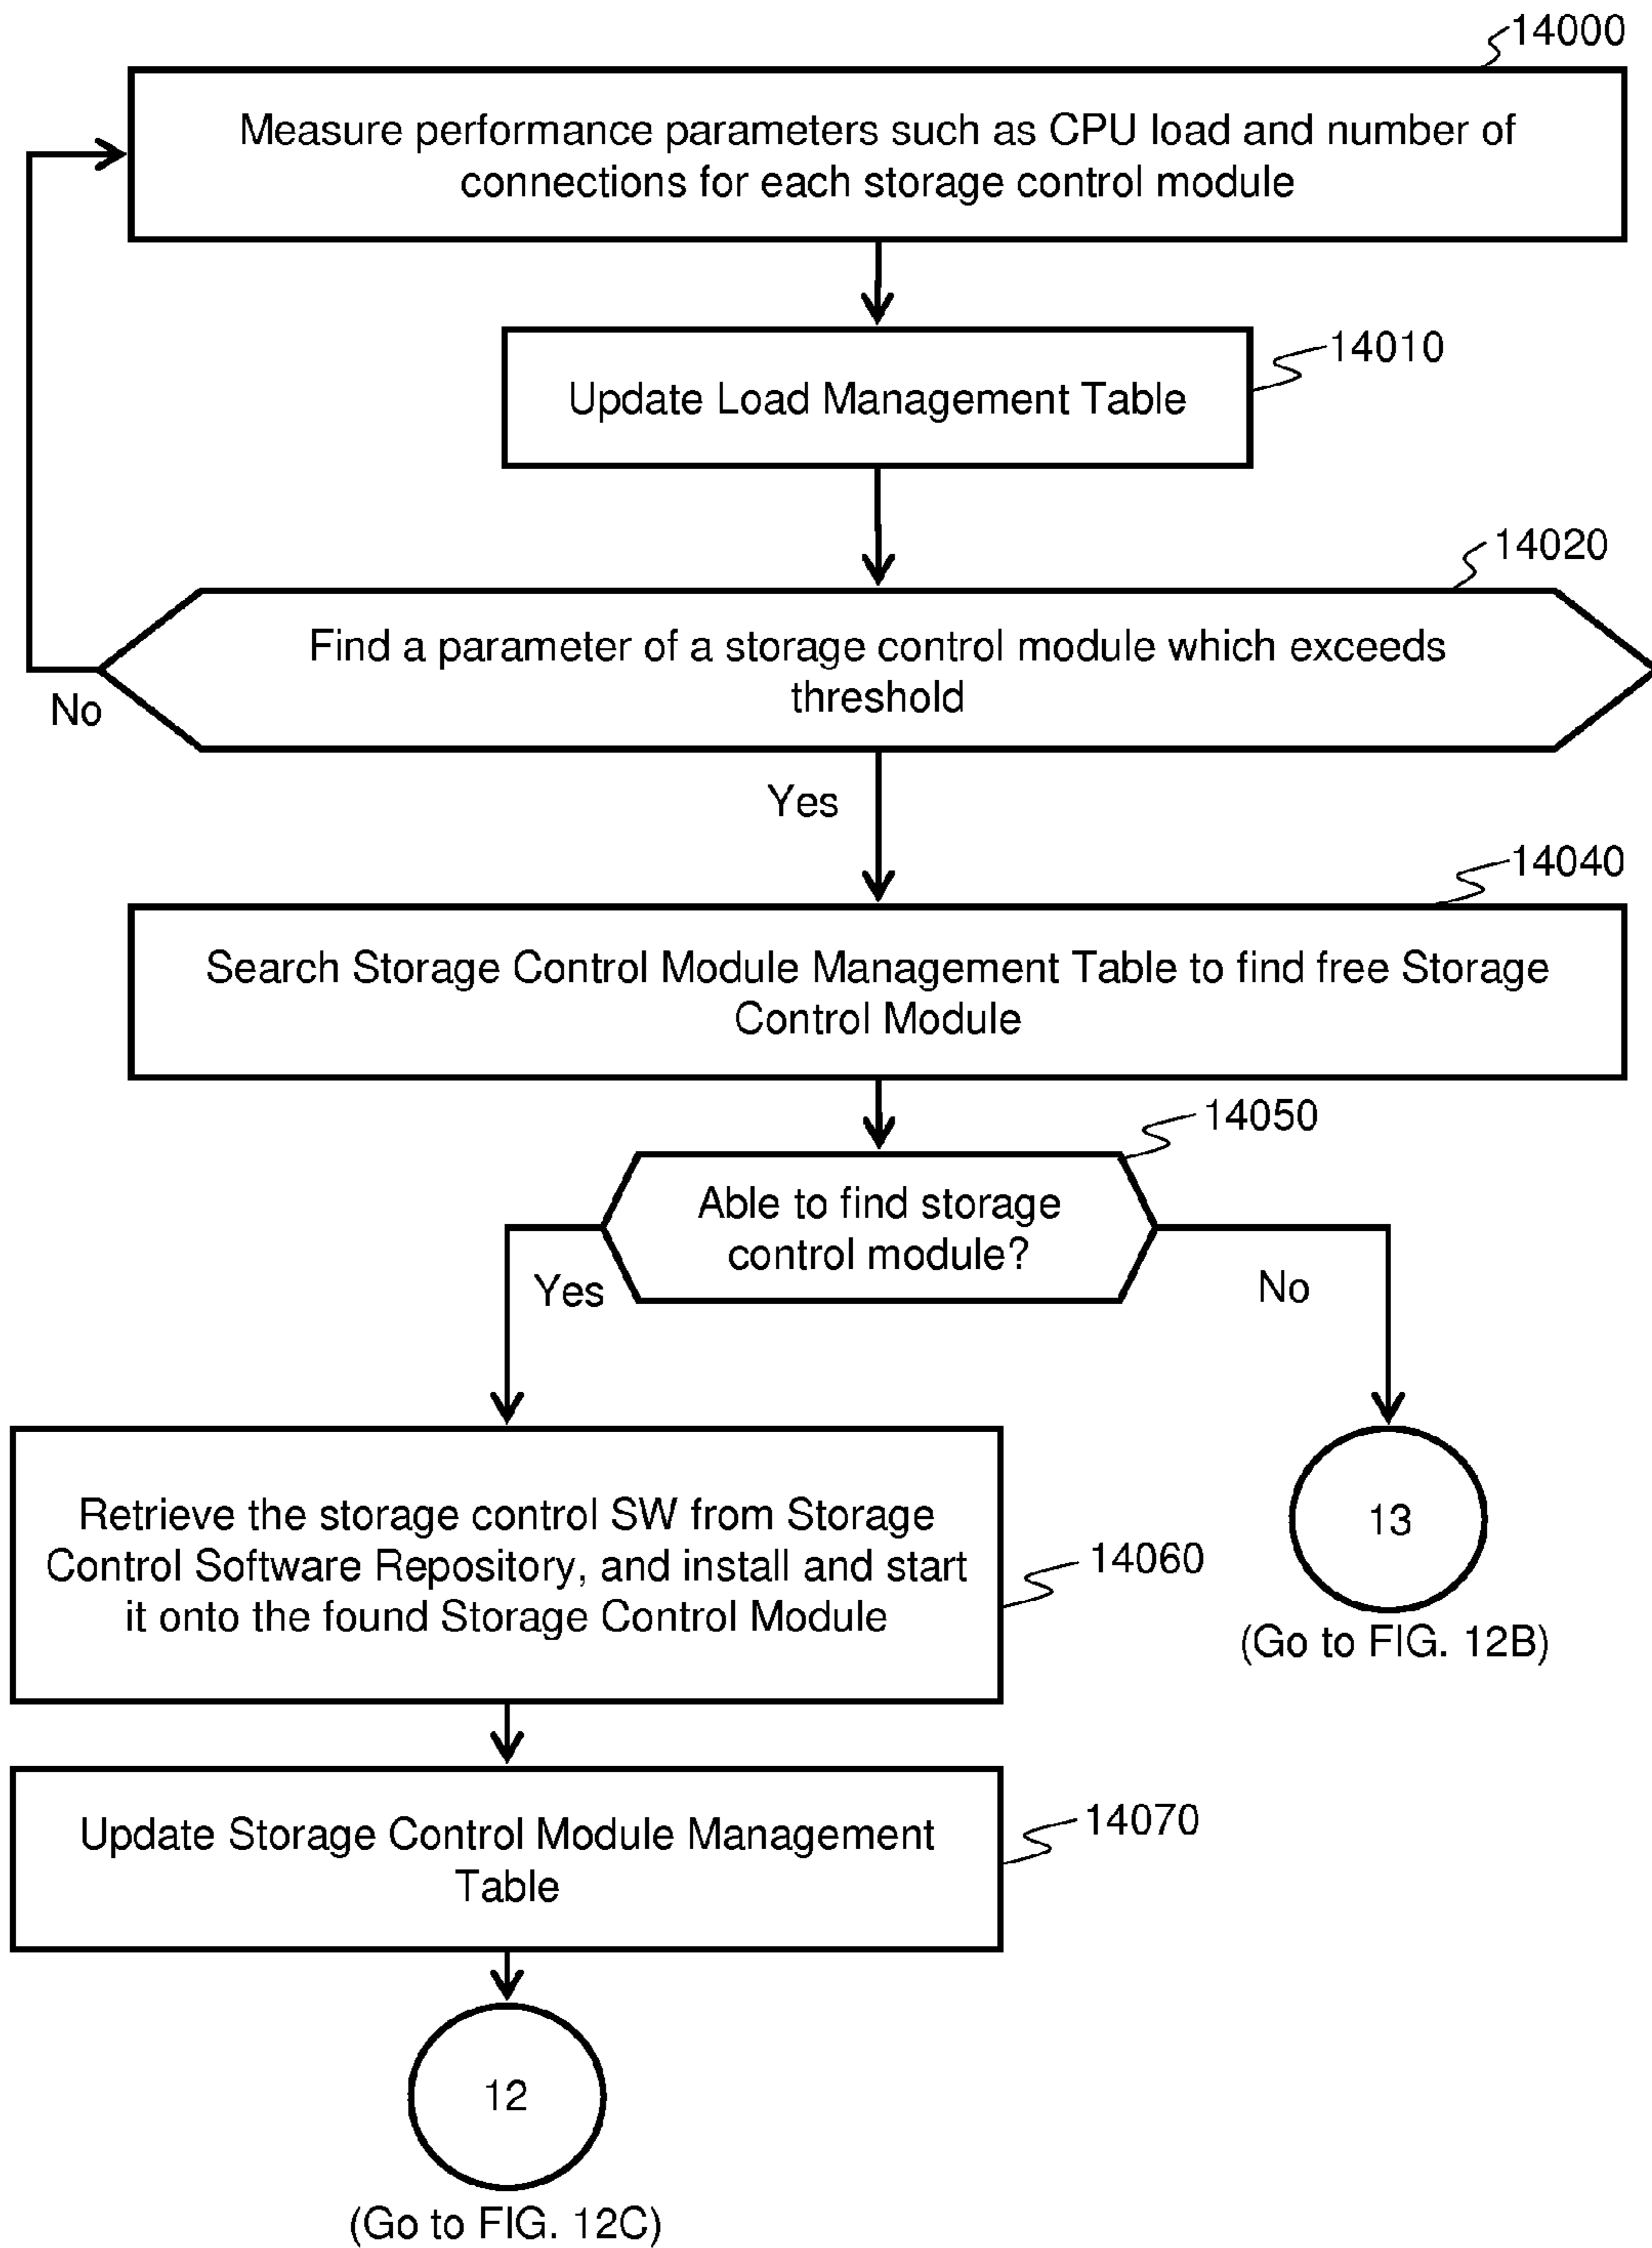 14000
Measure performance parameters such as CPU load and number of
connections for each storage control module
14010
Update Load Management Table
14020
Find a parameter of a storage control module which exceeds
threshold
No
Yes
14040
Search Storage Control Module Management Table to find free Storage
Control Module
14050
Able to find storage
control module?
Yes
No
Retrieve the storage control SW from Storage
Control Software Repository, and install and start
it onto the found Storage Control Module
14060
13
(Go to FIG. 12B)
Update Storage Control Module Management
Table
14070
12
(Go to FIG. 12C)